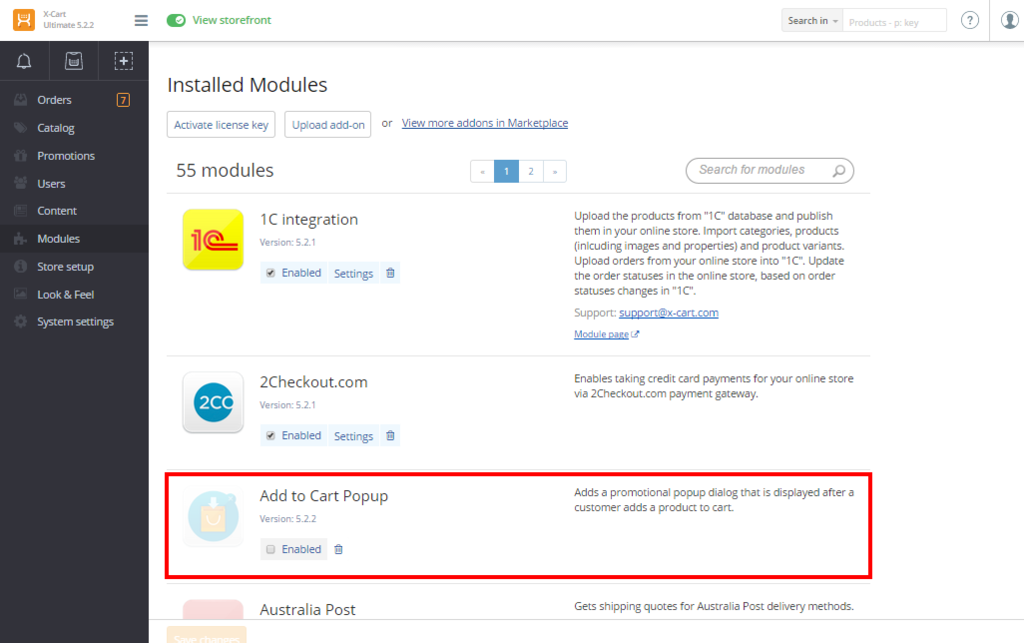 X-Cart
Ultimate 5.2.2
View storefront
Search in
Products - p: key
?
Orders 7
Catalog
Promotions
Users
Content
Modules
Store setup
Look & Feel
System settings
Installed Modules
Activate license key
Upload add-on
or View more addons in Marketplace
55 modules
« 1 2 »
Search for modules
1C
1C integration
Version: 5.2.1
Enabled Settings
Upload the products from "1C" database and publish
them in your online store. Import categories, products
(inlcuding images and properties) and product variants.
Upload orders from your online store into "1C". Update
the order statuses in the online store, based on order
statuses changes in "1C".
Support: support@x-cart.com
Module page
2CO
2Checkout.com
Version: 5.2.1
Enabled Settings
Enables taking credit card payments for your online store
via 2Checkout.com payment gateway.
Add to Cart Popup
Version: 5.2.2
Enabled
Adds a promotional popup dialog that is displayed after a
customer adds a product to cart.
Australia Post
Gets shipping quotes for Australia Post delivery methods.
Save changes